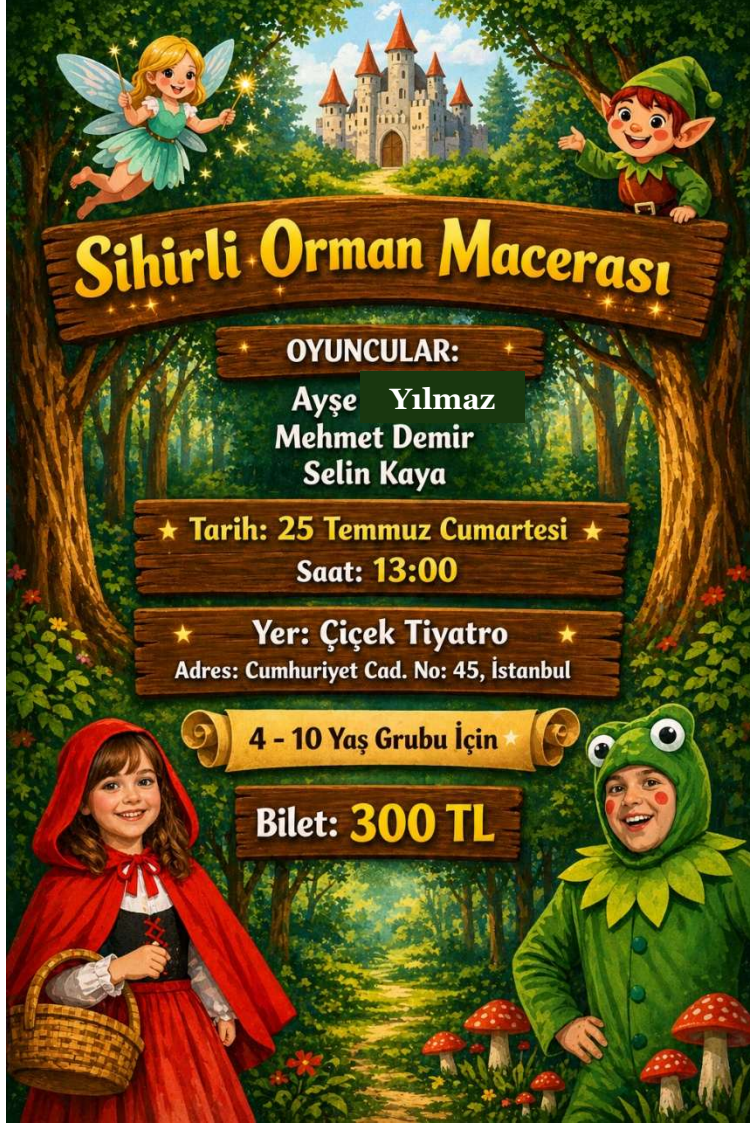 Sihirli Orman Macerası
OYUNCULAR:
Ayşe Yılmaz
Mehmet Demir
Selin Kaya
Tarih: 25 Temmuz Cumartesi
Saat: 13:00
Yer: Çiçek Tiyatro
Adres: Cumhuriyet Cad. No: 45, İstanbul
4 - 10 Yaş Grubu İçin
Bilet: 300 TL